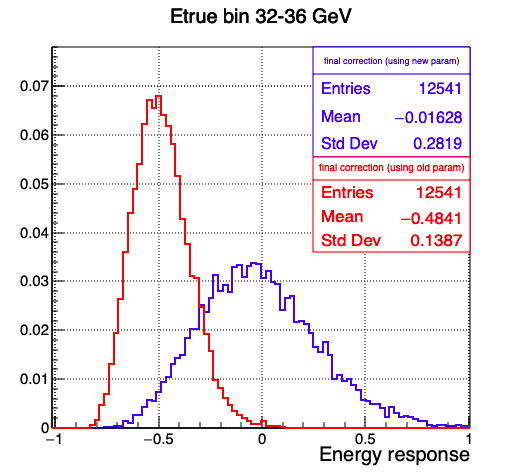 Etrue bin 32-36 GeV
final correction (using new param)
Entries 12541
Mean −0.01628
Std Dev 0.2819
final correction (using old param)
Entries 12541
Mean −0.4841
Std Dev 0.1387
0.07
0.06
0.05
0.04
0.03
0.02
0.01
0
−1 −0.5 0 0.5 1
Energy response